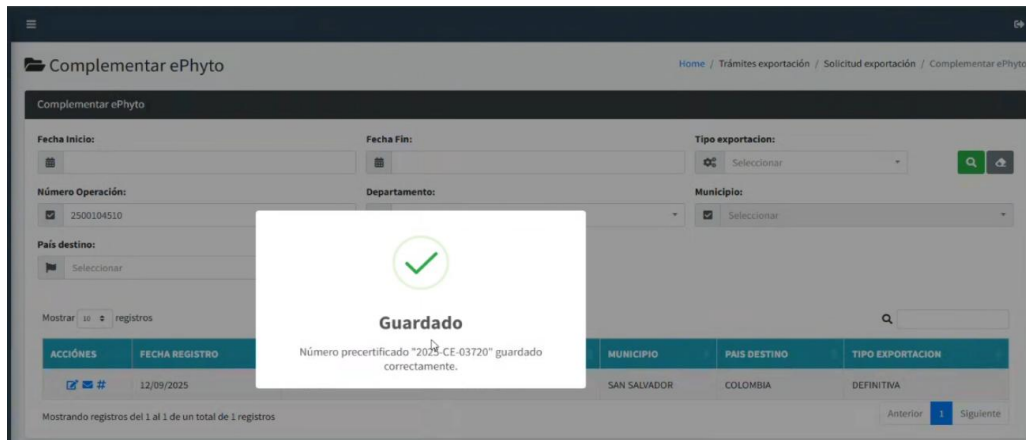 Complementar ePhyto
Home / Trámites exportación / Solicitud exportación / Complementar ePhyto
Complementar ePhyto
Fecha Inicio:
Fecha Fin:
Tipo exportacion:
Seleccionar
Número Operación:
Departamento:
Municipio:
2500104510
Seleccionar
País destino:
Seleccionar
Guardado
Número precertificado "2025-CE-03720" guardado
correctamente.
Mostrar 10 registros
ACCIÓNES FECHA REGISTRO MUNICIPIO PAIS DESTINO TIPO EXPORTACION
# 12/09/2025 SAN SALVADOR COLOMBIA DEFINITIVA
Mostrando registros del 1 al 1 de un total de 1 registros
Anterior 1 Siguiente